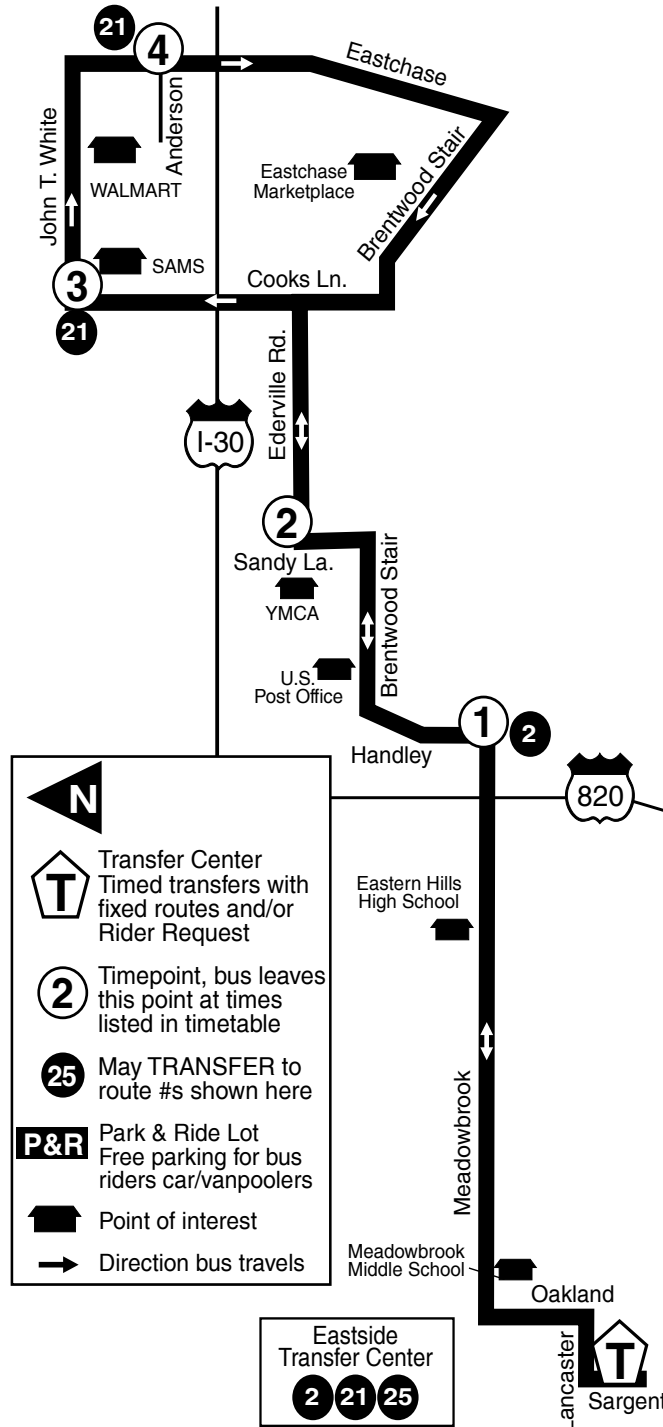 21
4
Eastchase
John T. White
Anderson
WALMART
Eastchase
Marketplace
Brentwood Stair
SAMS
3
21
Cooks Ln.
Ederville Rd.
I-30
2
Sandy La.
YMCA
Brentwood Stair
U.S.
Post Office
1
2
Handley
820
N
Transfer Center
Timed transfers with
fixed routes and/or
Rider Request
T
2
Timepoint, bus leaves
this point at times
listed in timetable
25
May TRANSFER to
route #s shown here
P&R
Park & Ride Lot
Free parking for bus
riders car/vanpoolers
Point of interest
Direction bus travels
Eastern Hills
High School
Meadowbrook
Meadowbrook
Middle School
Oakland
Lancaster
T
Sargent
Eastside
Transfer Center
2 21 25